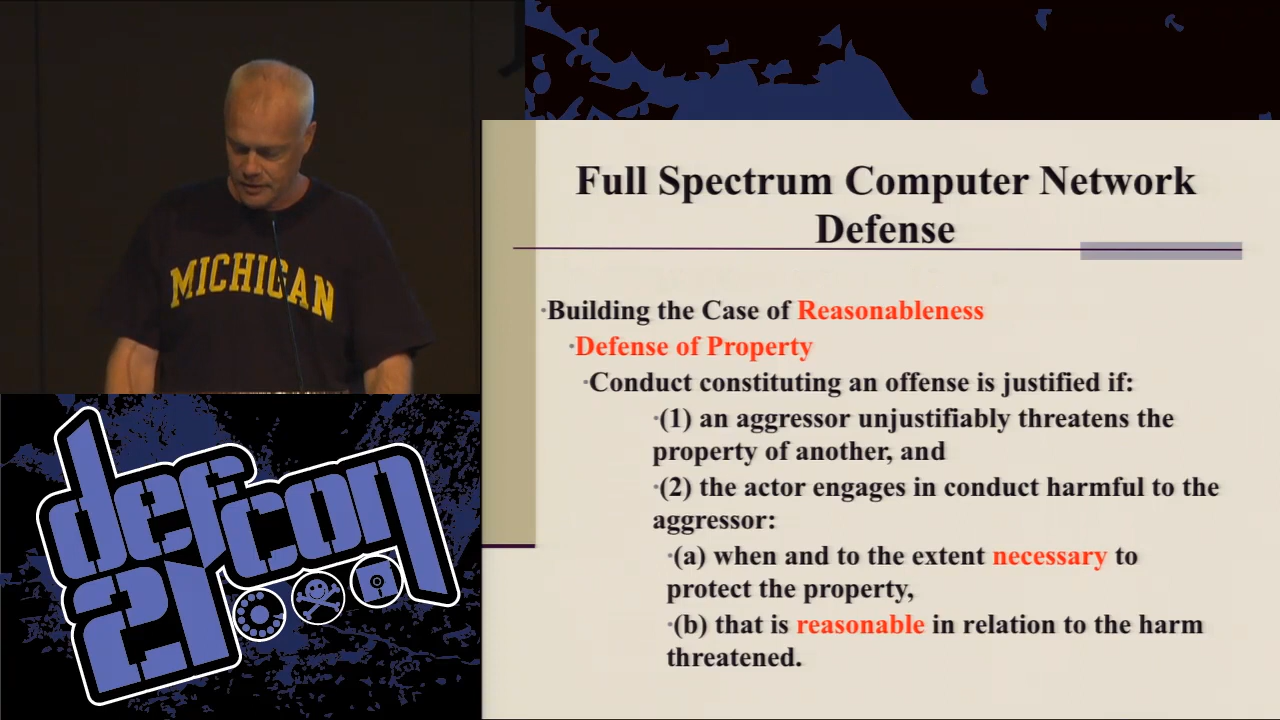 MICHIGAN
defcon
21
Full Spectrum Computer Network
Defense
·Building the Case of Reasonableness
·Defense of Property
·Conduct constituting an offense is justified if:
·(1) an aggressor unjustifiably threatens the
property of another, and
·(2) the actor engages in conduct harmful to the
aggressor:
·(a) when and to the extent necessary to
protect the property,
·(b) that is reasonable in relation to the harm
threatened.